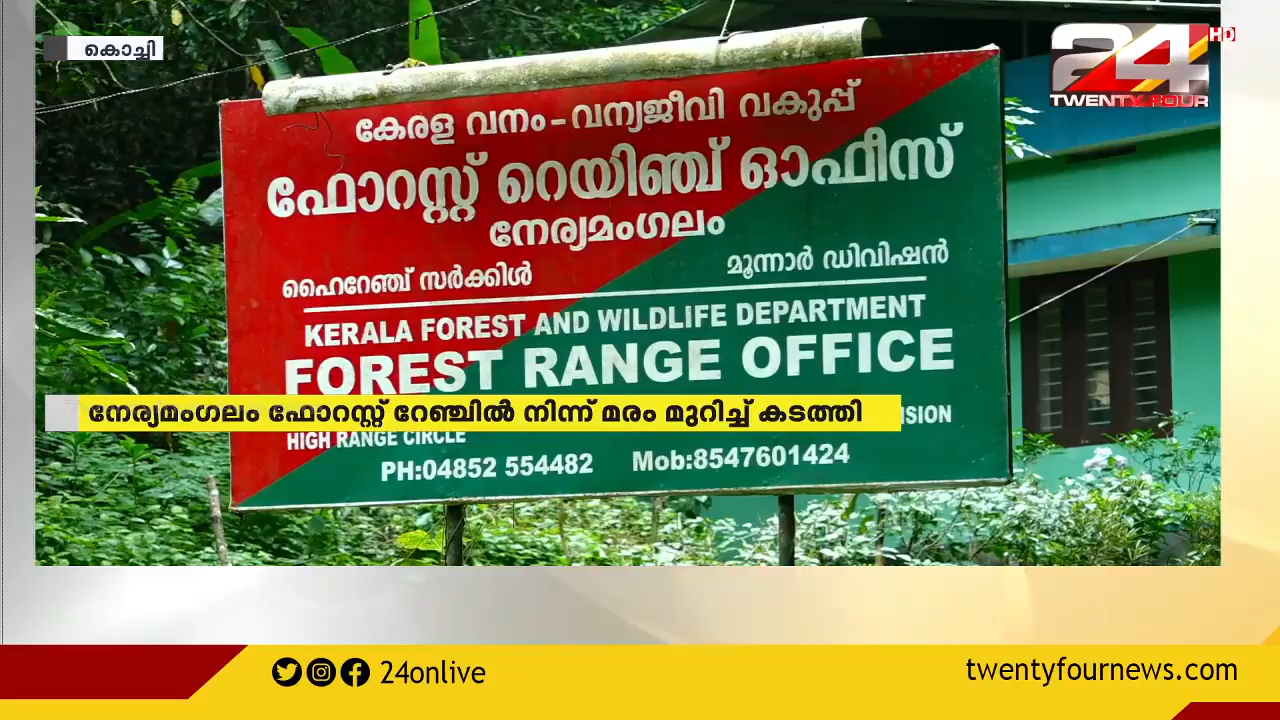 കൊച്ചി
24 HD
TWENTY FOUR
കേരള വനം-വന്യജീവി വകുപ്പ്
ഫോറസ്റ്റ് റെയിഞ്ച് ഓഫീസ്
നേര്യമംഗലം
ഹൈറേഞ്ച് സർക്കിൾ മൂന്നാർ ഡിവിഷൻ
KERALA FOREST AND WILDLIFE DEPARTMENT
FOREST RANGE OFFICE
നേര്യമംഗലം ഫോറസ്റ്റ് റേഞ്ചിൽ നിന്ന് മരം മുറിച്ച് കടത്തി
HIGH RANGE CIRCLE
PH:04852 554482 Mob:8547601424
24onlive
twentyfournews.com